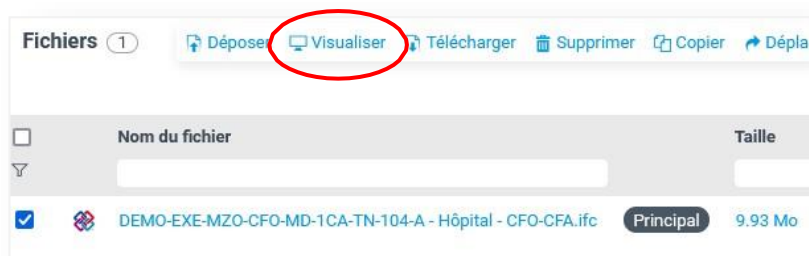 Fichiers 1 Déposer Visualiser Télécharger Supprimer Copier Dépla
Nom du fichier Taille
DEMO-EXE-MZO-CFO-MD-1CA-TN-104-A - Hôpital - CFO-CFA.ifc Principal 9.93 Mo